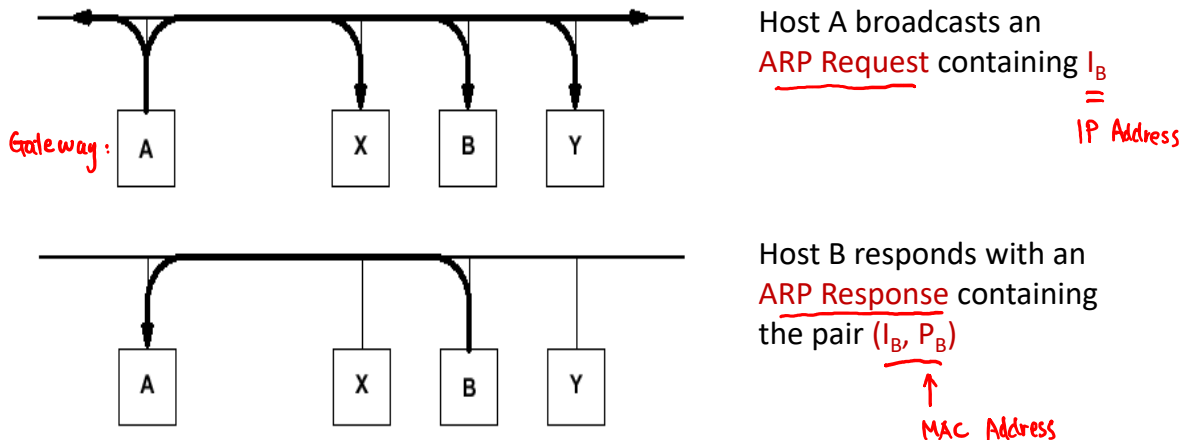 Host A broadcasts an
ARP Request containing I_B
IP Address
Gateway:
A
X
B
Y
Host B responds with an
ARP Response containing
the pair (I_B, P_B)
MAC Address
A
X
B
Y